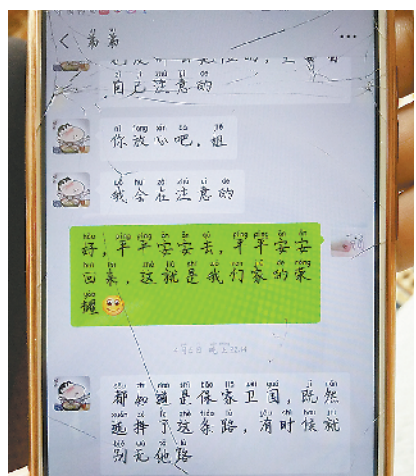 弟弟
自己注意的
你放心吧，姐
我会在注意的
好，平平安安去，平平安安
回来，这就是我们家的荣
耀
都知道是保家卫国，既然
选择了这条路，有时候就
别无他路